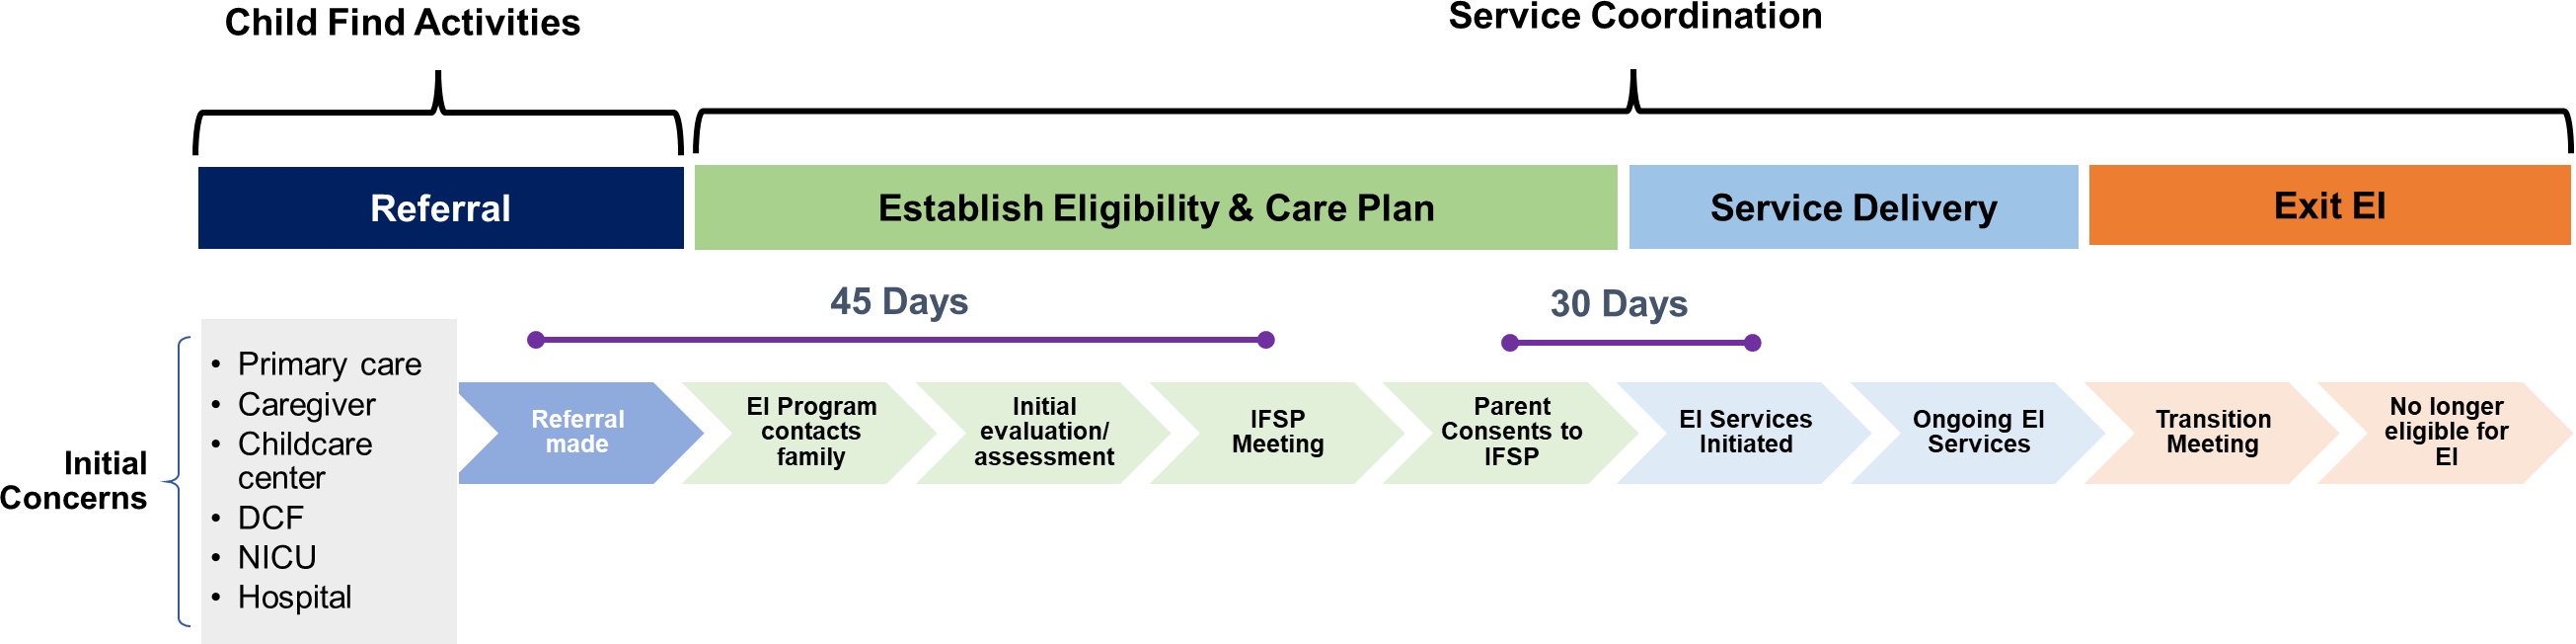 Child Find Activities
Service Coordination
Referral
Establish Eligibility & Care Plan
Service Delivery
Exit EI
45 Days
30 Days
Initial
Concerns
• Primary care
• Caregiver
• Childcare
center
• DCF
• NICU
• Hospital
Referral
made
EI Program
contacts
family
Initial
evaluation/
assessment
IFSP
Meeting
Parent
Consents to
IFSP
EI Services
Initiated
Ongoing EI
Services
Transition
Meeting
No longer
eligible for
EI